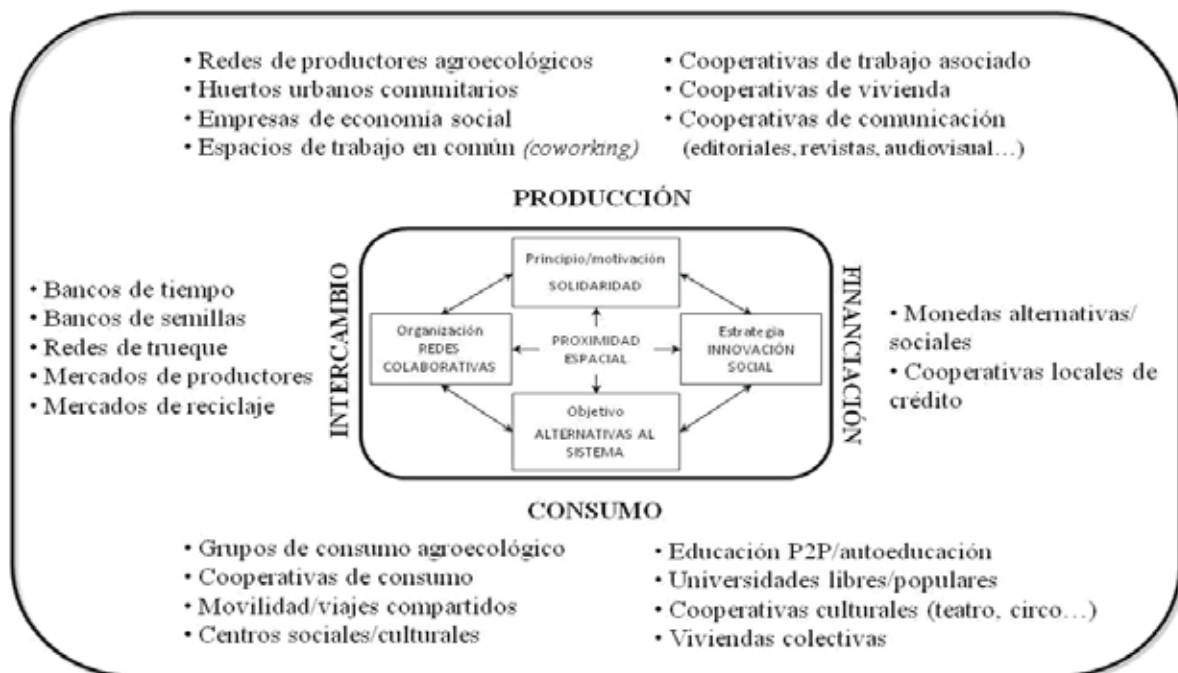 • Redes de productores agroecológicos
• Huertos urbanos comunitarios
• Empresas de economía social
• Espacios de trabajo en común (coworking)
• Cooperativas de trabajo asociado
• Cooperativas de vivienda
• Cooperativas de comunicación
(editoriales, revistas, audiovisual…)
PRODUCCIÓN
• Bancos de tiempo
• Bancos de semillas
• Redes de trueque
• Mercados de productores
• Mercados de reciclaje
INTERCAMBIO
Principio/motivación
SOLIDARIDAD
Organización
REDES
COLABORATIVAS
PROXIMIDAD
ESPACIAL
Estrategia
INNOVACIÓN
SOCIAL
Objetivo
ALTERNATIVAS AL
SISTEMA
FINANCIACIÓN
• Monedas alternativas/
sociales
• Cooperativas locales de
crédito
CONSUMO
• Grupos de consumo agroecológico
• Cooperativas de consumo
• Movilidad/viajes compartidos
• Centros sociales/culturales
• Educación P2P/autoeducación
• Universidades libres/populares
• Cooperativas culturales (teatro, circo…)
• Viviendas colectivas